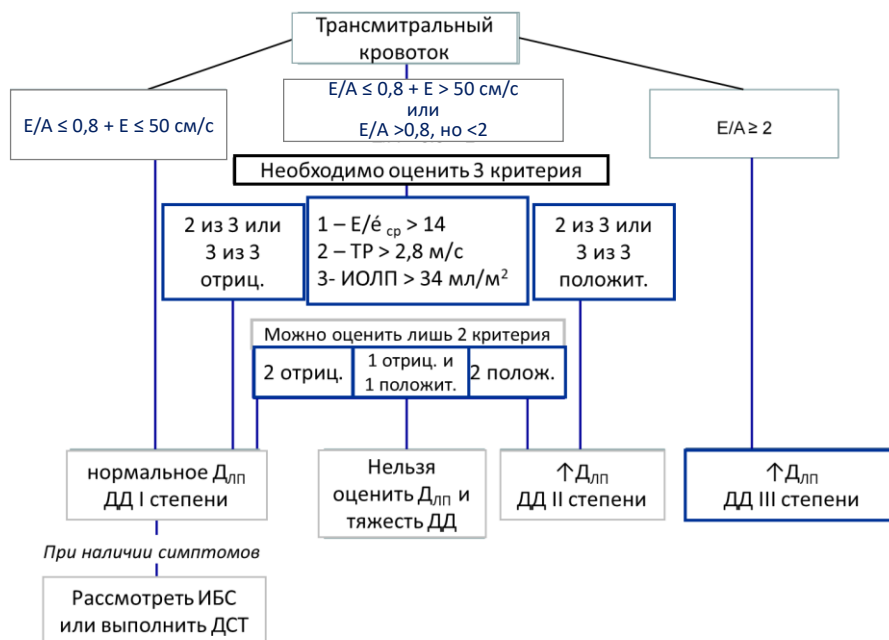 Трансмитральный
кровоток
E/A ≤ 0,8 + E ≤ 50 см/с
E/A ≤ 0,8 + E > 50 см/с
или
E/A >0,8, но <2
E/A ≥ 2
Необходимо оценить 3 критерия
2 из 3 или
3 из 3
отриц.
1 – E/é ср > 14
2 – ТР > 2,8 м/с
3- ИОЛП > 34 мл/м²
2 из 3 или
3 из 3
положит.
Можно оценить лишь 2 критерия
2 отриц.
1 отриц. и
1 положит.
2 полож.
нормальное ДЛП
ДД I степени
Нельзя
оценить ДЛП и
тяжесть ДД
↑ДЛП
ДД II степени
↑ДЛП
ДД III степени
При наличии симптомов
Рассмотреть ИБС
или выполнить ДСТ